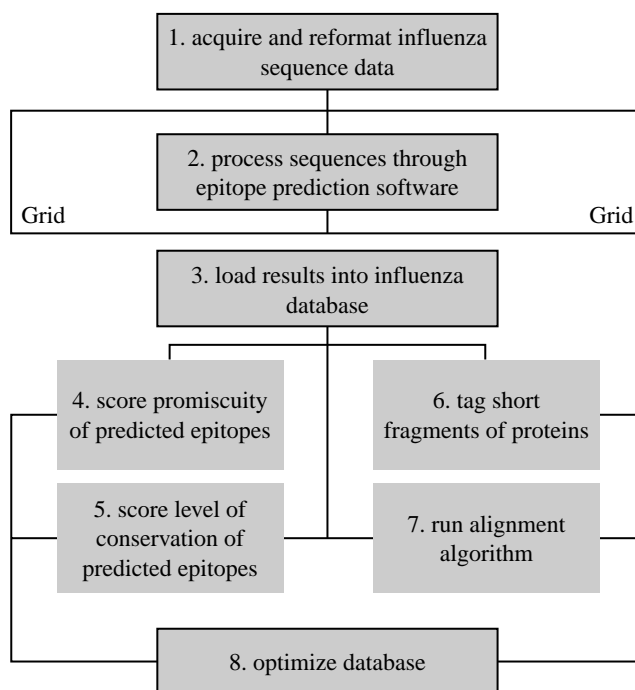 1. acquire and reformat influenza
sequence data
2. process sequences through
epitope prediction software
Grid
Grid
3. load results into influenza
database
4. score promiscuity
of predicted epitopes
6. tag short
fragments of proteins
5. score level of
conservation of
predicted epitopes
7. run alignment
algorithm
8. optimize database